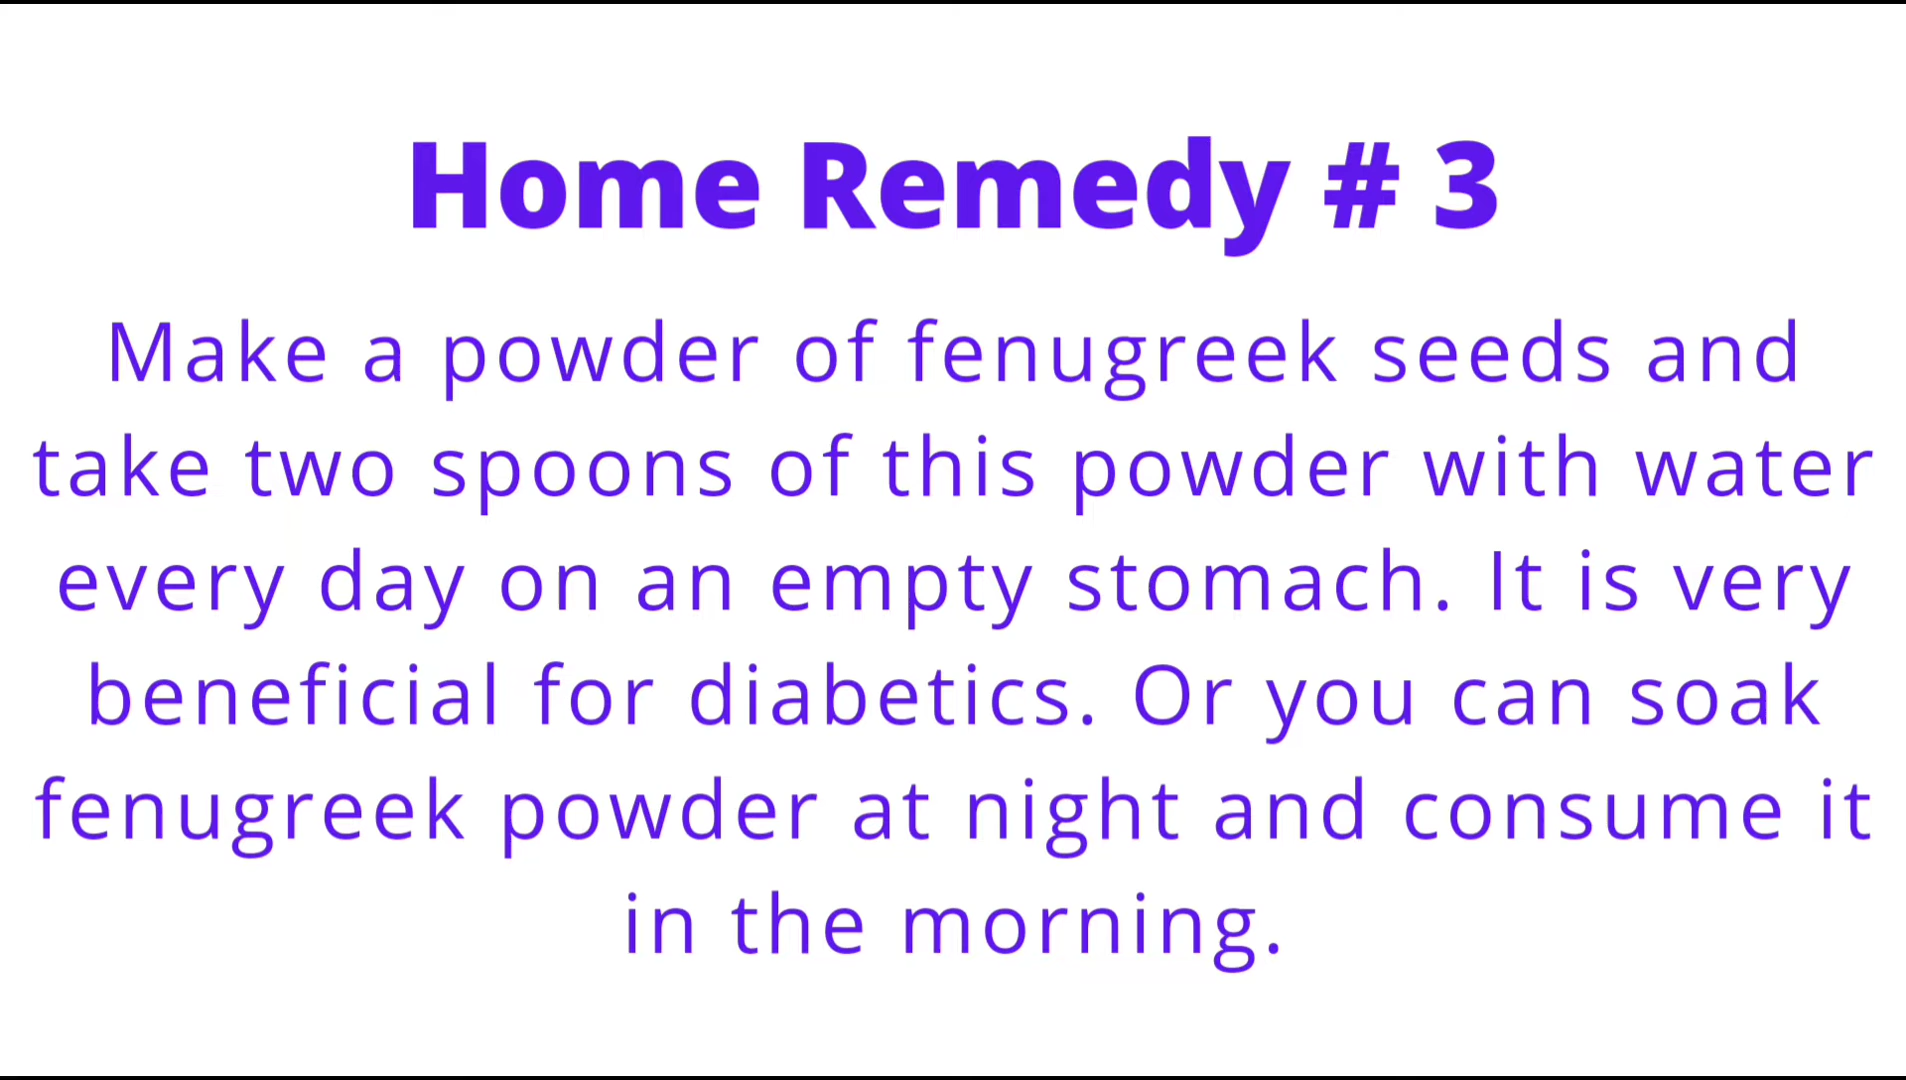 Home Remedy # 3
Make a powder of fenugreek seeds and
take two spoons of this powder with water
every day on an empty stomach. It is very
beneficial for diabetics. Or you can soak
fenugreek powder at night and consume it
in the morning.